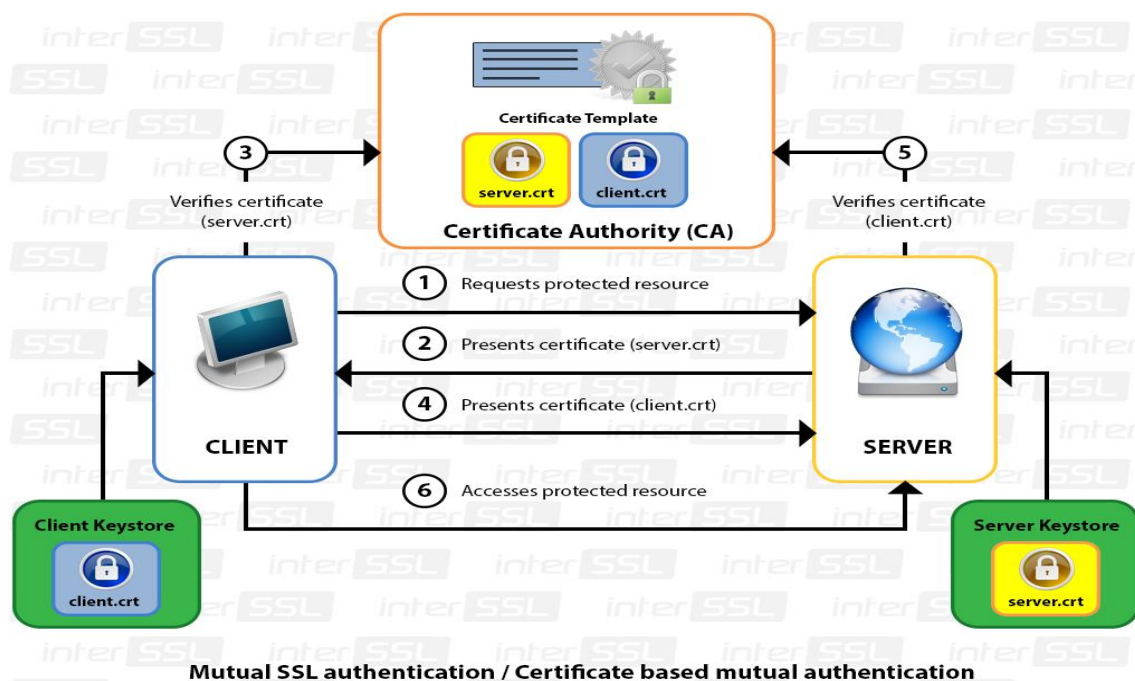 Certificate Template
server.crt
client.crt
Certificate Authority (CA)
3
Verifies certificate
(server.crt)
5
Verifies certificate
(client.crt)
1 Requests protected resource
2 Presents certificate (server.crt)
4 Presents certificate (client.crt)
6 Accesses protected resource
CLIENT
SERVER
Client Keystore
client.crt
Server Keystore
server.crt
Mutual SSL authentication / Certificate based mutual authentication
inter SSL